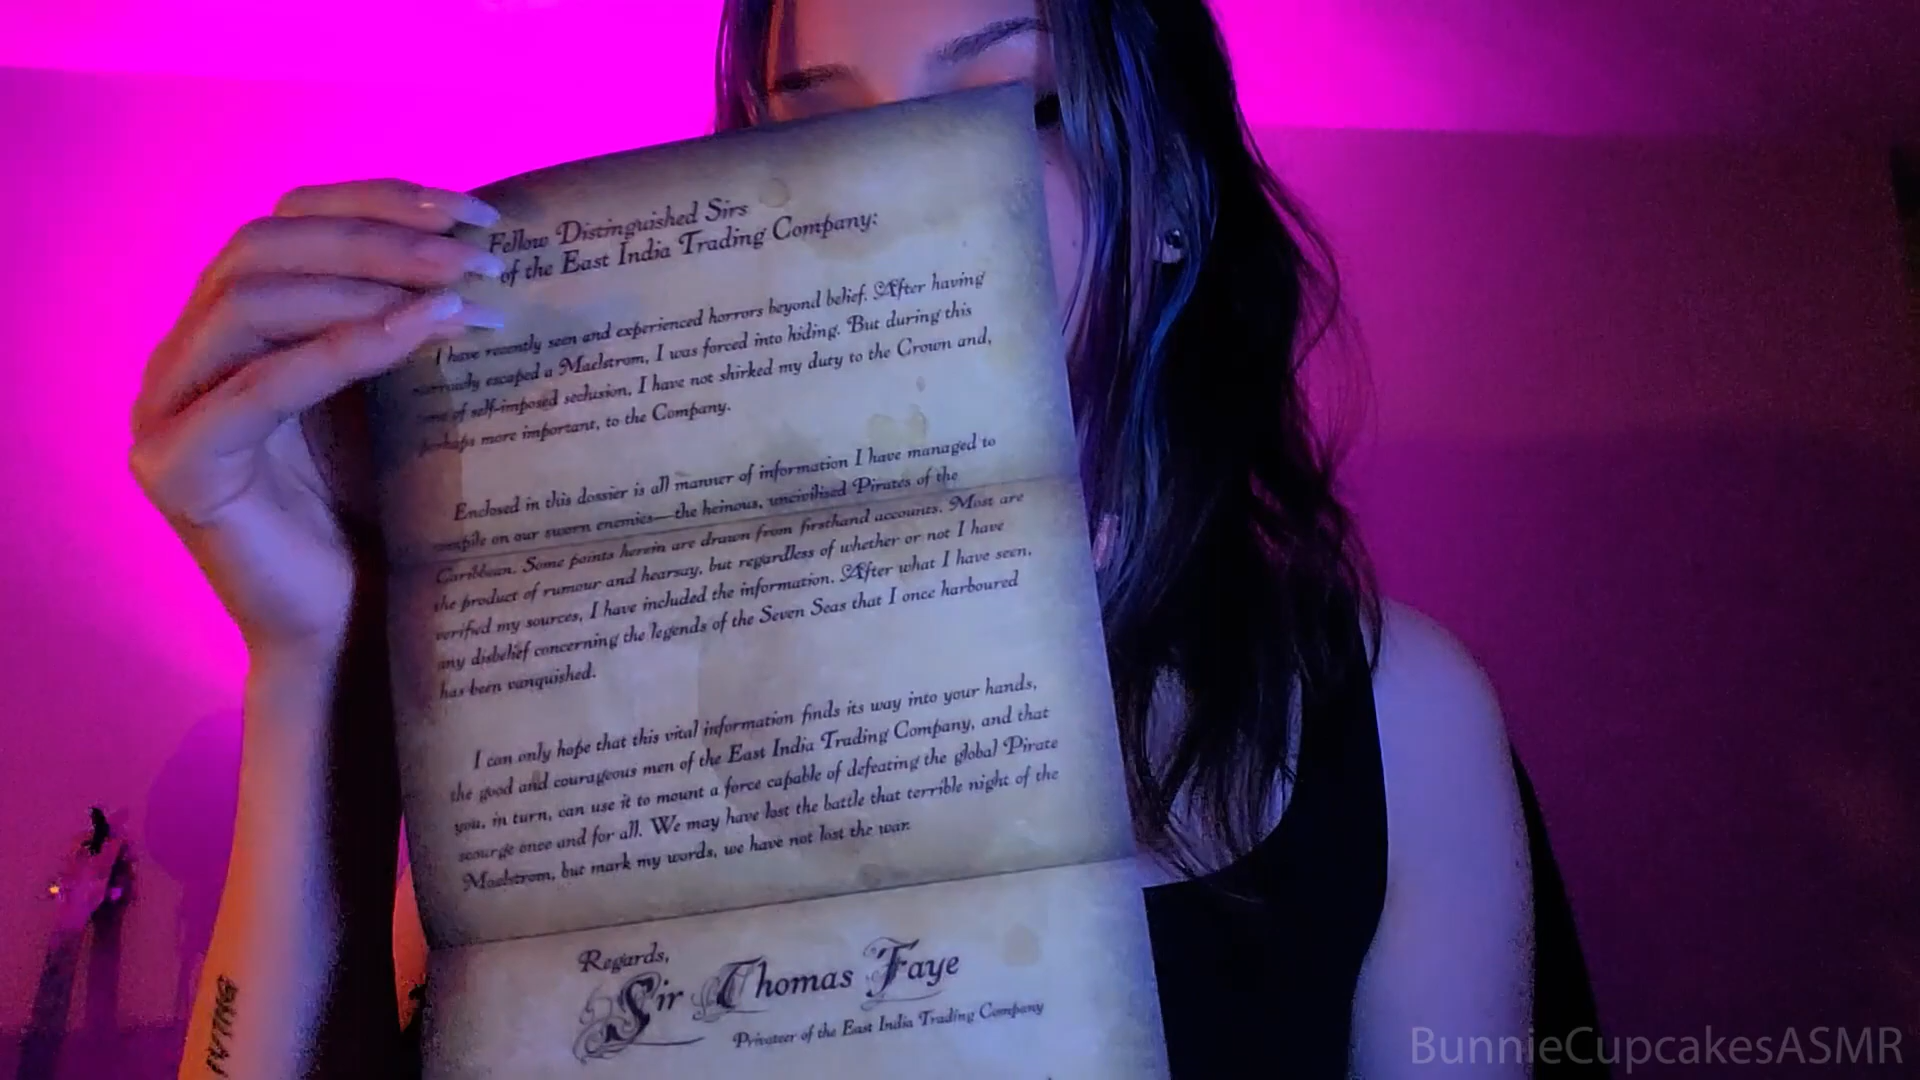 Fellow Distinguished Sirs
of the East India Trading Company:
I have recently seen and experienced horrors beyond belief. After having
narrowly escaped a Maelstrom, I was forced into hiding. But during this
time of self-imposed seclusion, I have not shirked my duty to the Crown and,
perhaps more important, to the Company.
Enclosed in this dossier is all manner of information I have managed to
compile on our sworn enemies—the heinous, uncivilised Pirates of the
Caribbean. Some points herein are drawn from firsthand accounts. Most are
the product of rumour and hearsay, but regardless of whether or not I have
verified my sources, I have included the information. After what I have seen,
any disbelief concerning the legends of the Seven Seas that I once harboured
has been vanquished.
I can only hope that this vital information finds its way into your hands,
the good and courageous men of the East India Trading Company, and that
you, in turn, can use it to mount a force capable of defeating the global Pirate
scourge once and for all. We may have lost the battle that terrible night of the
Maelstrom, but mark my words, we have not lost the war.
Regards,
Sir Thomas Faye
Privateer of the East India Trading Company
BunnieCupcakesASMR